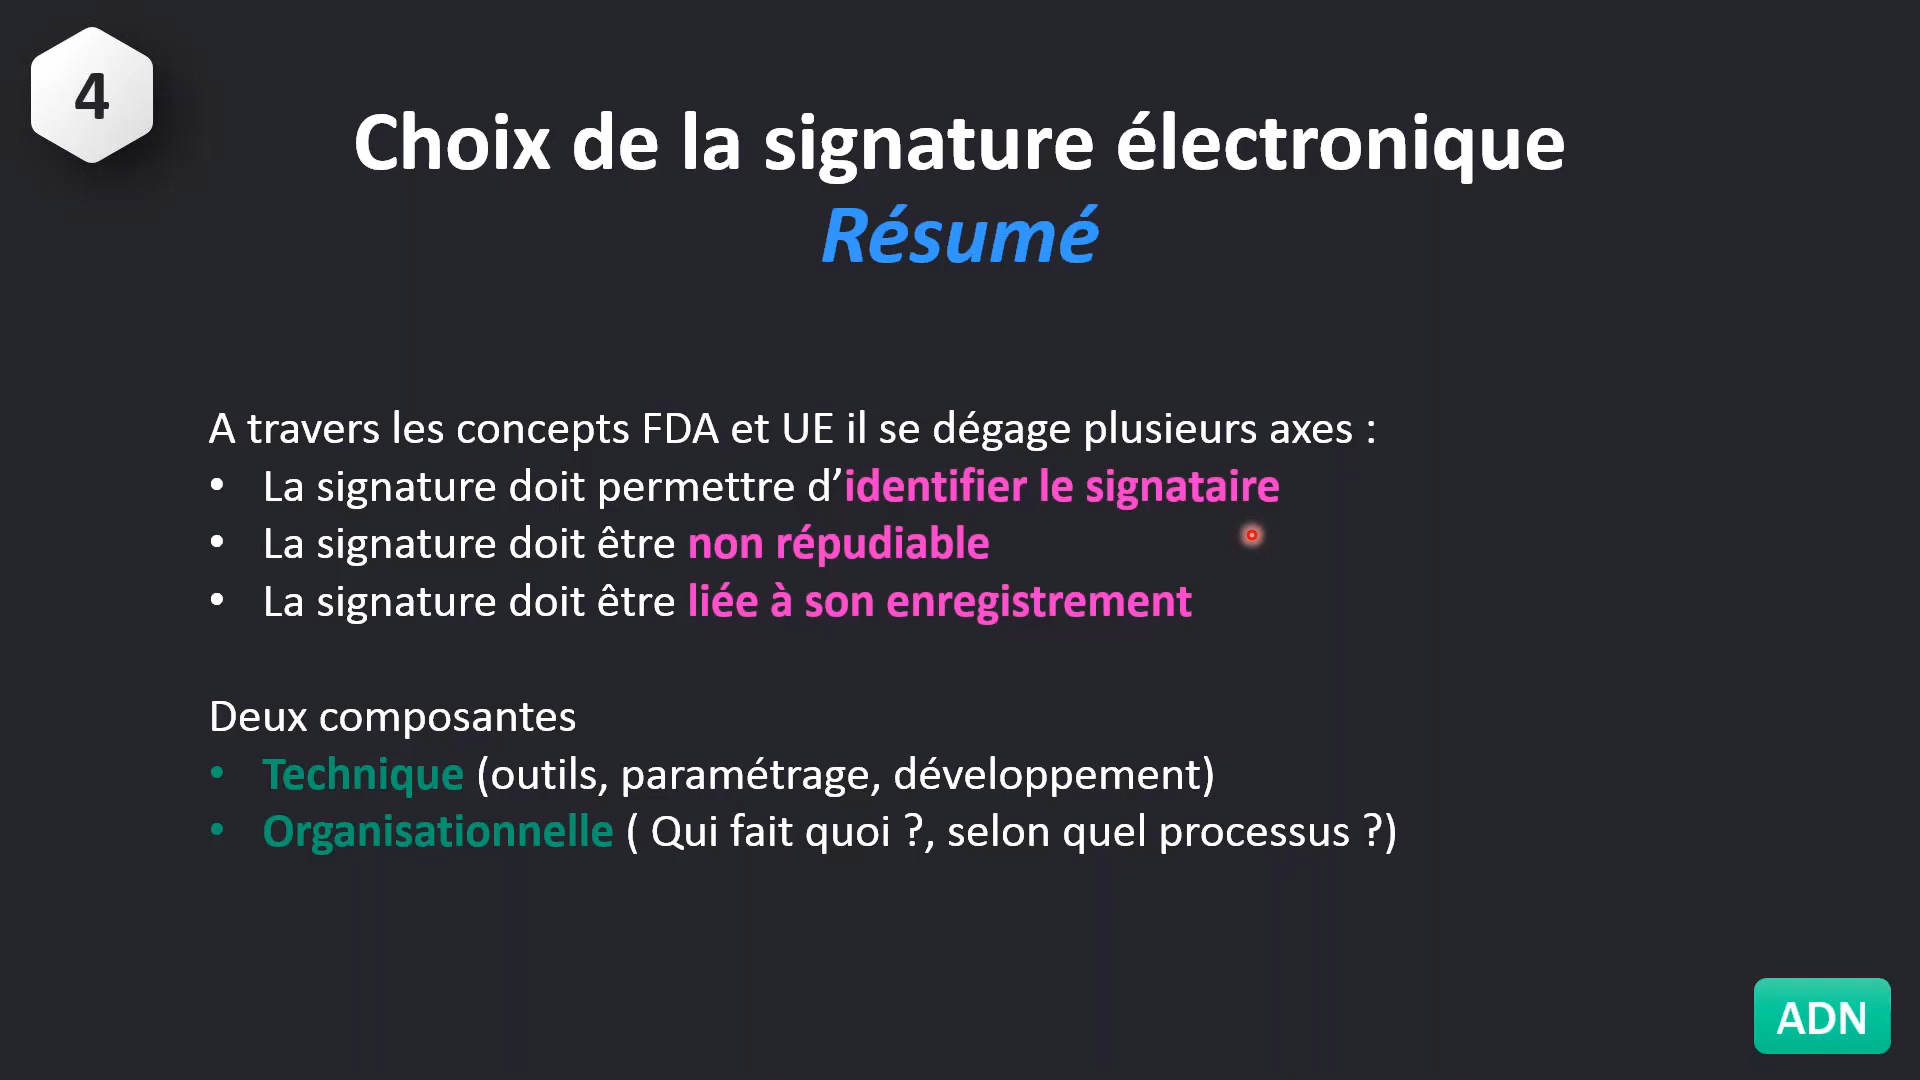 4
Choix de la signature électronique
Résumé
A travers les concepts FDA et UE il se dégage plusieurs axes :
• La signature doit permettre d’identifier le signataire
• La signature doit être non répudiable
• La signature doit être liée à son enregistrement
Deux composantes
• Technique (outils, paramétrage, développement)
• Organisationnelle ( Qui fait quoi ?, selon quel processus ?)
ADN